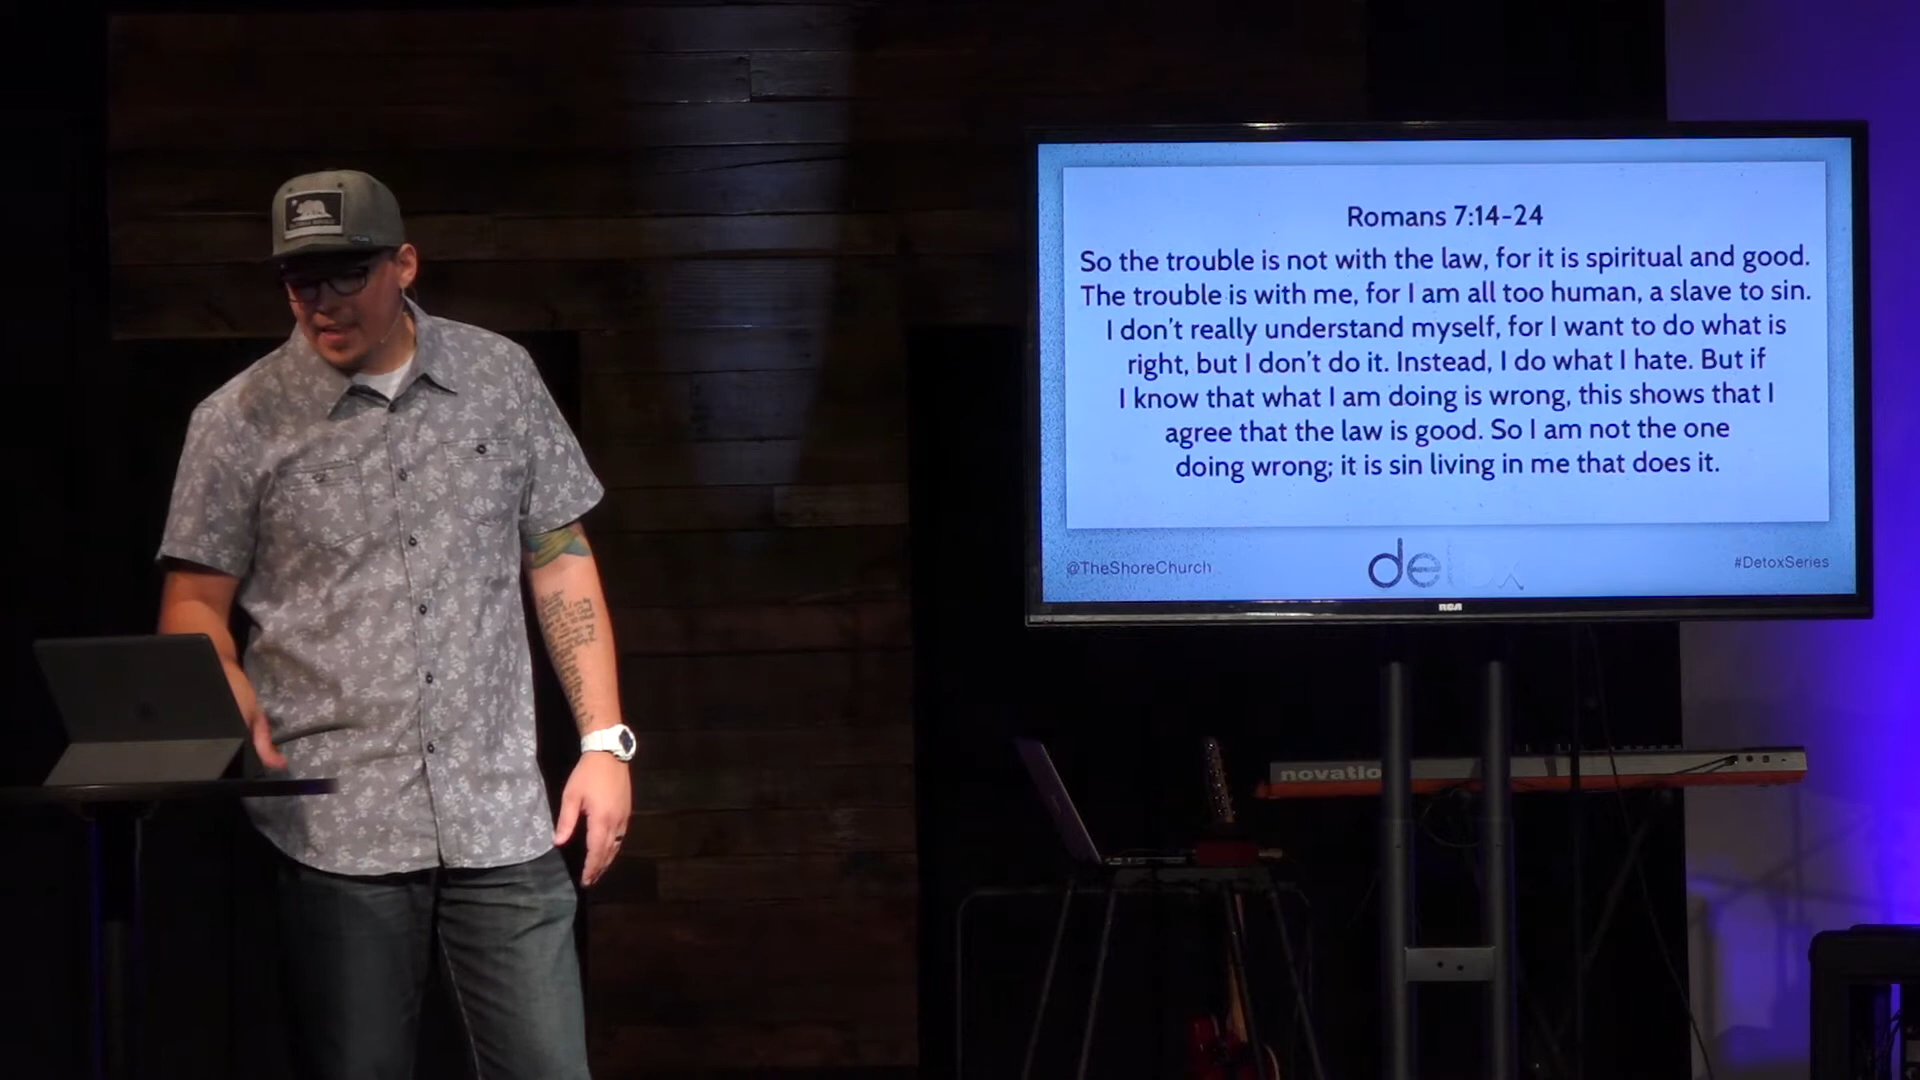 Romans 7:14-24
So the trouble is not with the law, for it is spiritual and good.
The trouble is with me, for I am all too human, a slave to sin.
I don't really understand myself, for I want to do what is
right, but I don't do it. Instead, I do what I hate. But if
I know that what I am doing is wrong, this shows that I
agree that the law is good. So I am not the one
doing wrong; it is sin living in me that does it.
@TheShoreChurch
detox
#DetoxSeries
RCA
novatio